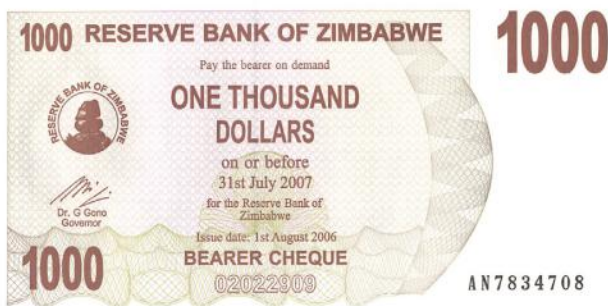 1000 RESERVE BANK OF ZIMBABWE 1000
Pay the bearer on demand
ONE THOUSAND
DOLLARS
RESERVE BANK OF ZIMBABWE
on or before
31st July 2007
for the Reserve Bank of
Zimbabwe
Dr. G Gono
Governor
Issue date: 1st August 2006
1000 BEARER CHEQUE
02022909
AN7834708